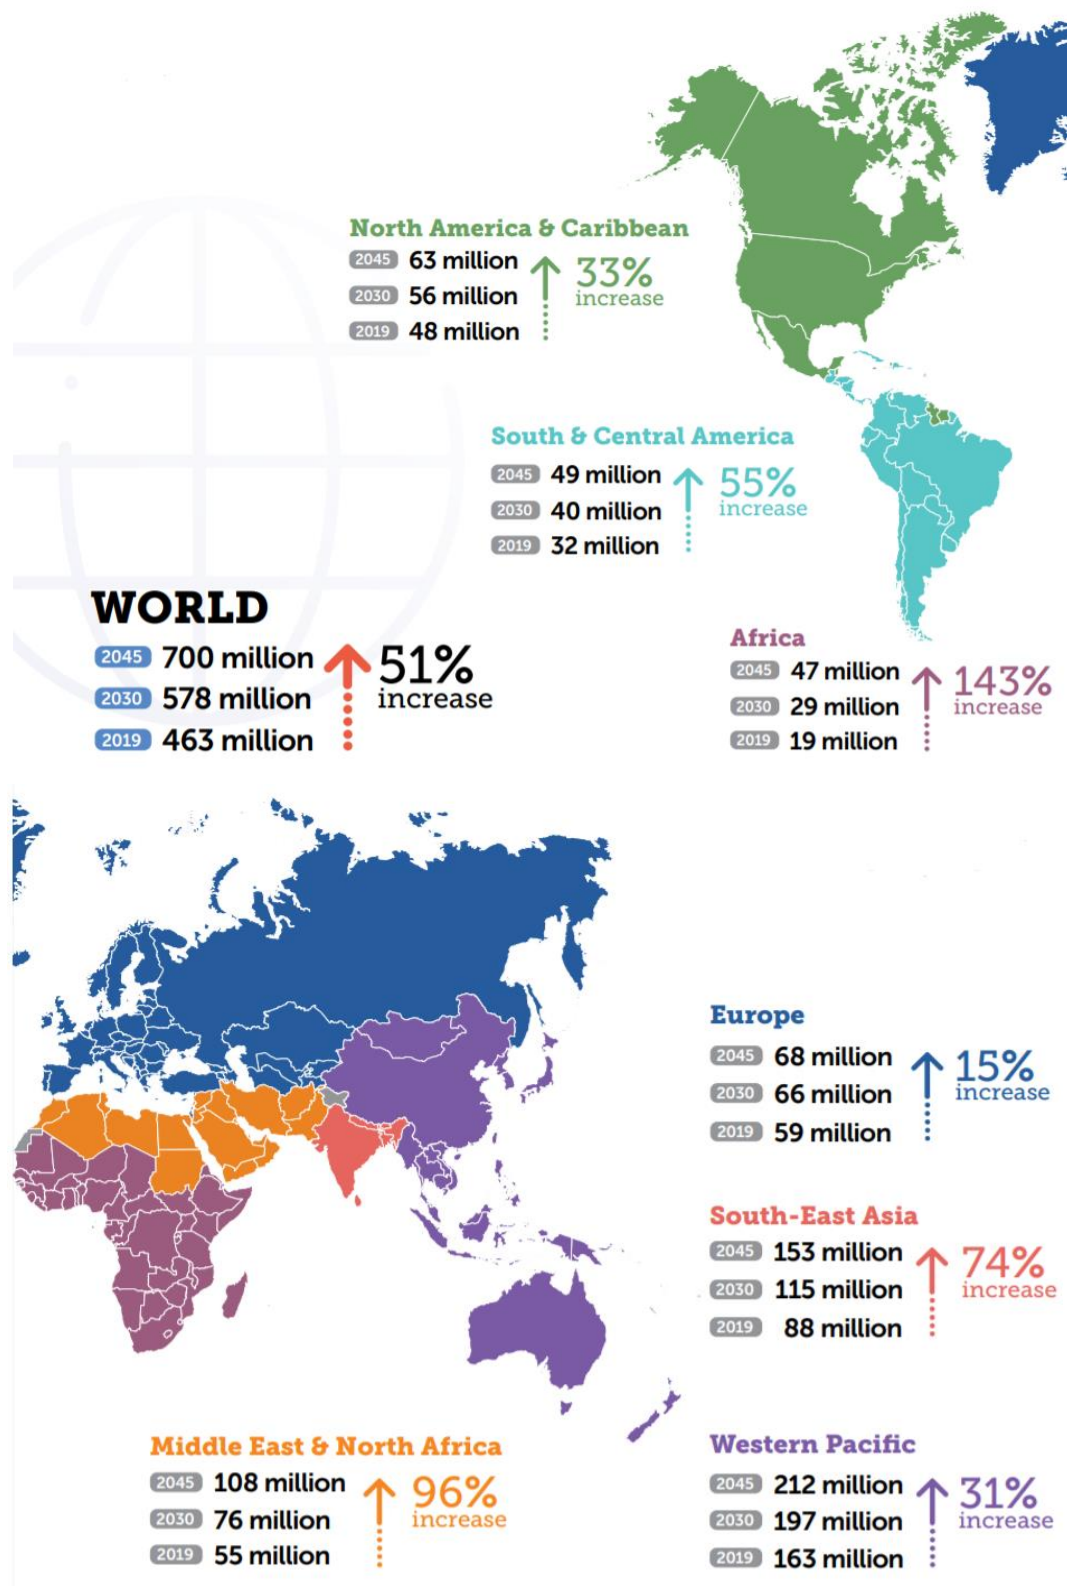 North America & Caribbean
2045 63 million
2030 56 million
2019 48 million
33%
increase
South & Central America
2045 49 million
2030 40 million
2019 32 million
55%
increase
WORLD
2045 700 million
2030 578 million
2019 463 million
51%
increase
Africa
2045 47 million
2030 29 million
2019 19 million
143%
increase
Europe
2045 68 million
2030 66 million
2019 59 million
15%
increase
South-East Asia
2045 153 million
2030 115 million
2019 88 million
74%
increase
Middle East & North Africa
2045 108 million
2030 76 million
2019 55 million
96%
increase
Western Pacific
2045 212 million
2030 197 million
2019 163 million
31%
increase